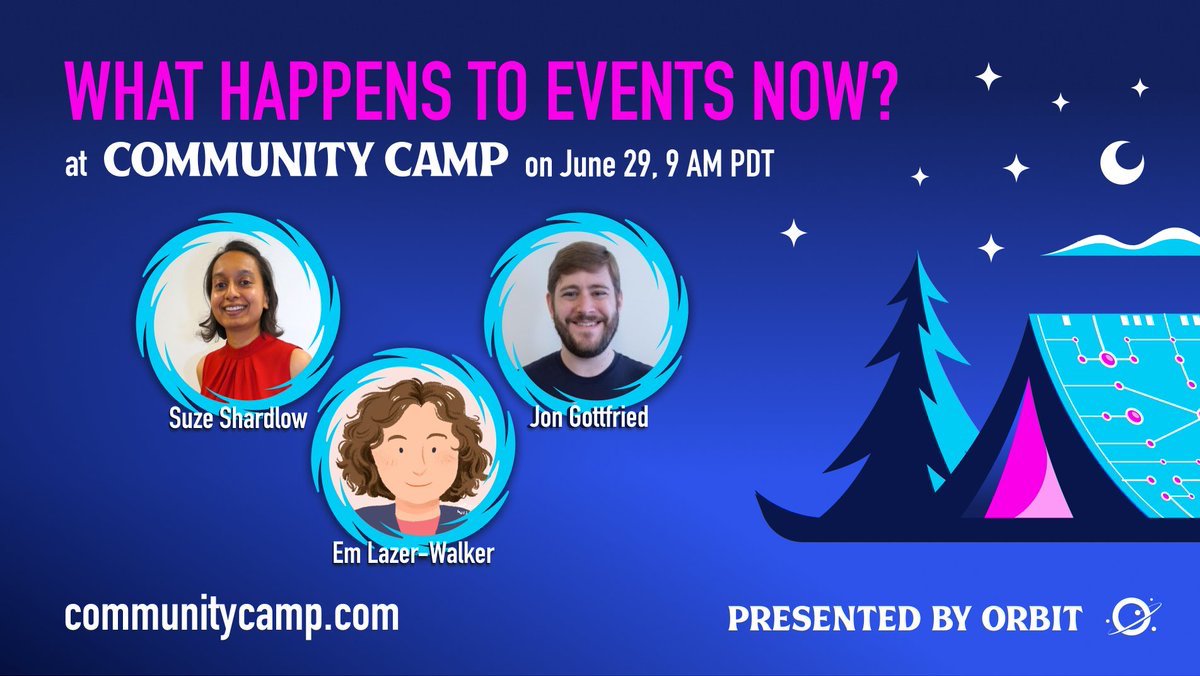 WHAT HAPPENS TO EVENTS NOW?
at COMMUNITY CAMP on June 29, 9 AM PDT
Suze Shardlow
Jon Gottfried
Em Lazer-Walker
communitycamp.com
PRESENTED BY ORBIT